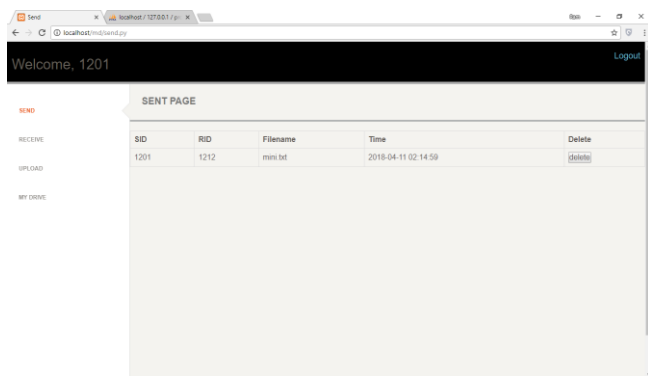 Send
localhost / 127.0.0.1 / p
localhost/md/send.py
Welcome, 1201
Logout
SEND
SENT PAGE
RECEIVE
UPLOAD
MY DRIVE
SID RID Filename Time Delete
1201 1212 mini.txt 2018-04-11 02:14:59 delete